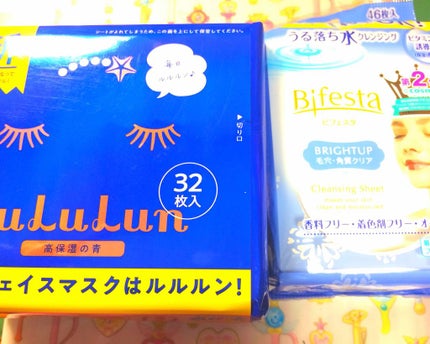 シートがよれてしまうため、この面を上にして保管してください。
毎日
ルルルン♪
切り口
32
枚入
LuLuLun
高保湿の青
フェイスマスクはルルルン!
46枚入
うる落ち水クレンジング
Bifesta
ビフェスタ
BRIGHTUP
毛穴・角質クリア
Cleansing Sheet
香料フリー・着色剤フリー・オ